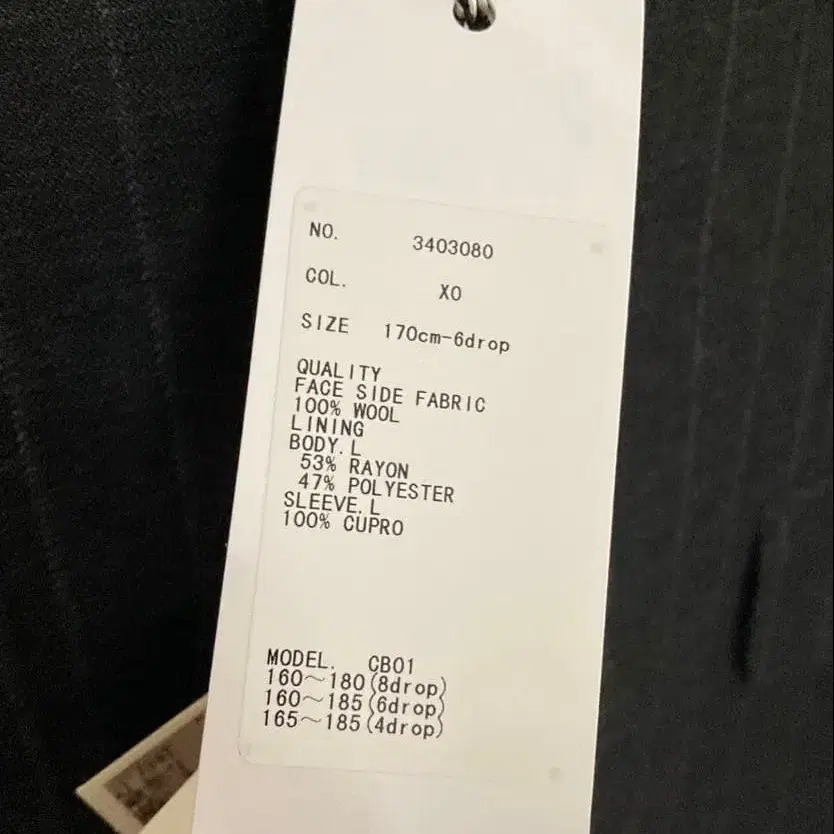 NO. 3403080
COL. XO
SIZE 170cm-6drop
QUALITY
FACE SIDE FABRIC
100% WOOL
LINING
BODY.L
53% RAYON
47% POLYESTER
SLEEVE.L
100% CUPRO
MODEL. CB01
160～180(8drop)
160～185(6drop)
165～185(4drop)